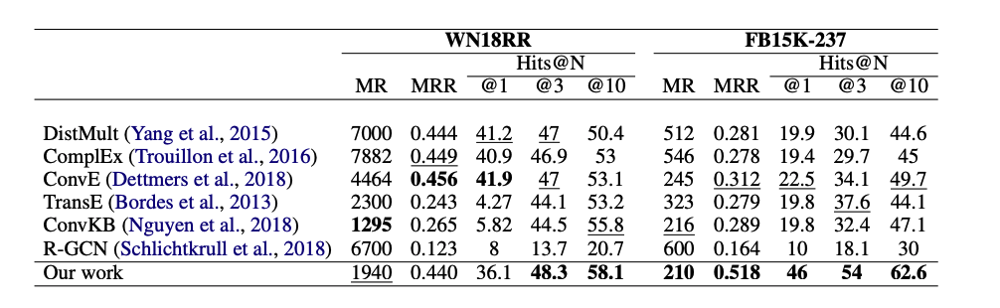 WN18RR FB15K-237
Hits@N Hits@N
MR MRR @1 @3 @10 MR MRR @1 @3 @10
DistMult (Yang et al., 2015) 7000 0.444 41.2 47 50.4 512 0.281 19.9 30.1 44.6
ComplEx (Trouillon et al., 2016) 7882 0.449 40.9 46.9 53 546 0.278 19.4 29.7 45
ConvE (Dettmers et al., 2018) 4464 0.456 41.9 47 53.1 245 0.312 22.5 34.1 49.7
TransE (Bordes et al., 2013) 2300 0.243 4.27 44.1 53.2 323 0.279 19.8 37.6 44.1
ConvKB (Nguyen et al., 2018) 1295 0.265 5.82 44.5 55.8 216 0.289 19.8 32.4 47.1
R-GCN (Schlichtkrull et al., 2018) 6700 0.123 8 13.7 20.7 600 0.164 10 18.1 30
Our work 1940 0.440 36.1 48.3 58.1 210 0.518 46 54 62.6